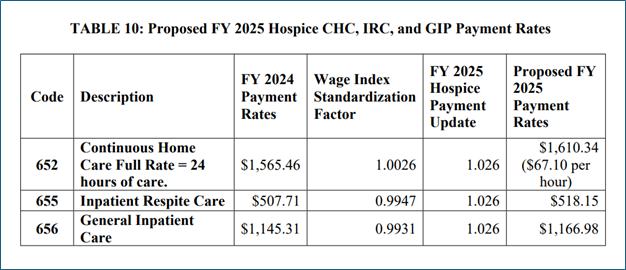 TABLE 10: Proposed FY 2025 Hospice CHC, IRC, and GIP Payment Rates
Code Description FY 2024 Payment Rates Wage Index Standardization Factor FY 2025 Hospice Payment Update Proposed FY 2025 Payment Rates
652 Continuous Home Care Full Rate = 24 hours of care. $1,565.46 1.0026 1.026 $1,610.34 ($67.10 per hour)
655 Inpatient Respite Care $507.71 0.9947 1.026 $518.15
656 General Inpatient Care $1,145.31 0.9931 1.026 $1,166.98